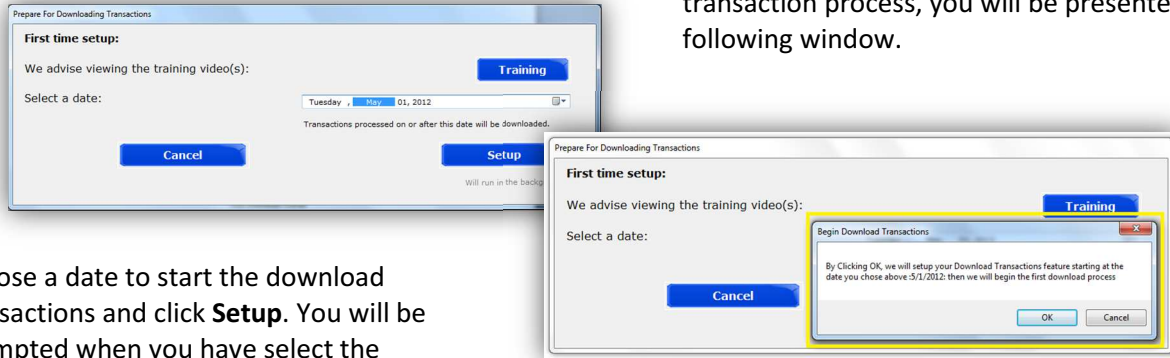 transaction process, you will be presente
following window.
Prepare For Downloading Transactions
First time setup:
We advise viewing the training video(s):
Training
Select a date:
Tuesday , May 01, 2012
Transactions processed on or after this date will be downloaded.
Cancel
Setup
Will run in the backg
Prepare For Downloading Transactions
First time setup:
We advise viewing the training video(s):
Training
Select a date:
Begin Download Transactions
By Clicking OK, we will setup your Download Transactions feature starting at the
date you chose above :5/1/2012: then we will begin the first download process
Cancel
OK
Cancel
ose a date to start the download
sactions and click Setup. You will be
mpted when you have select the